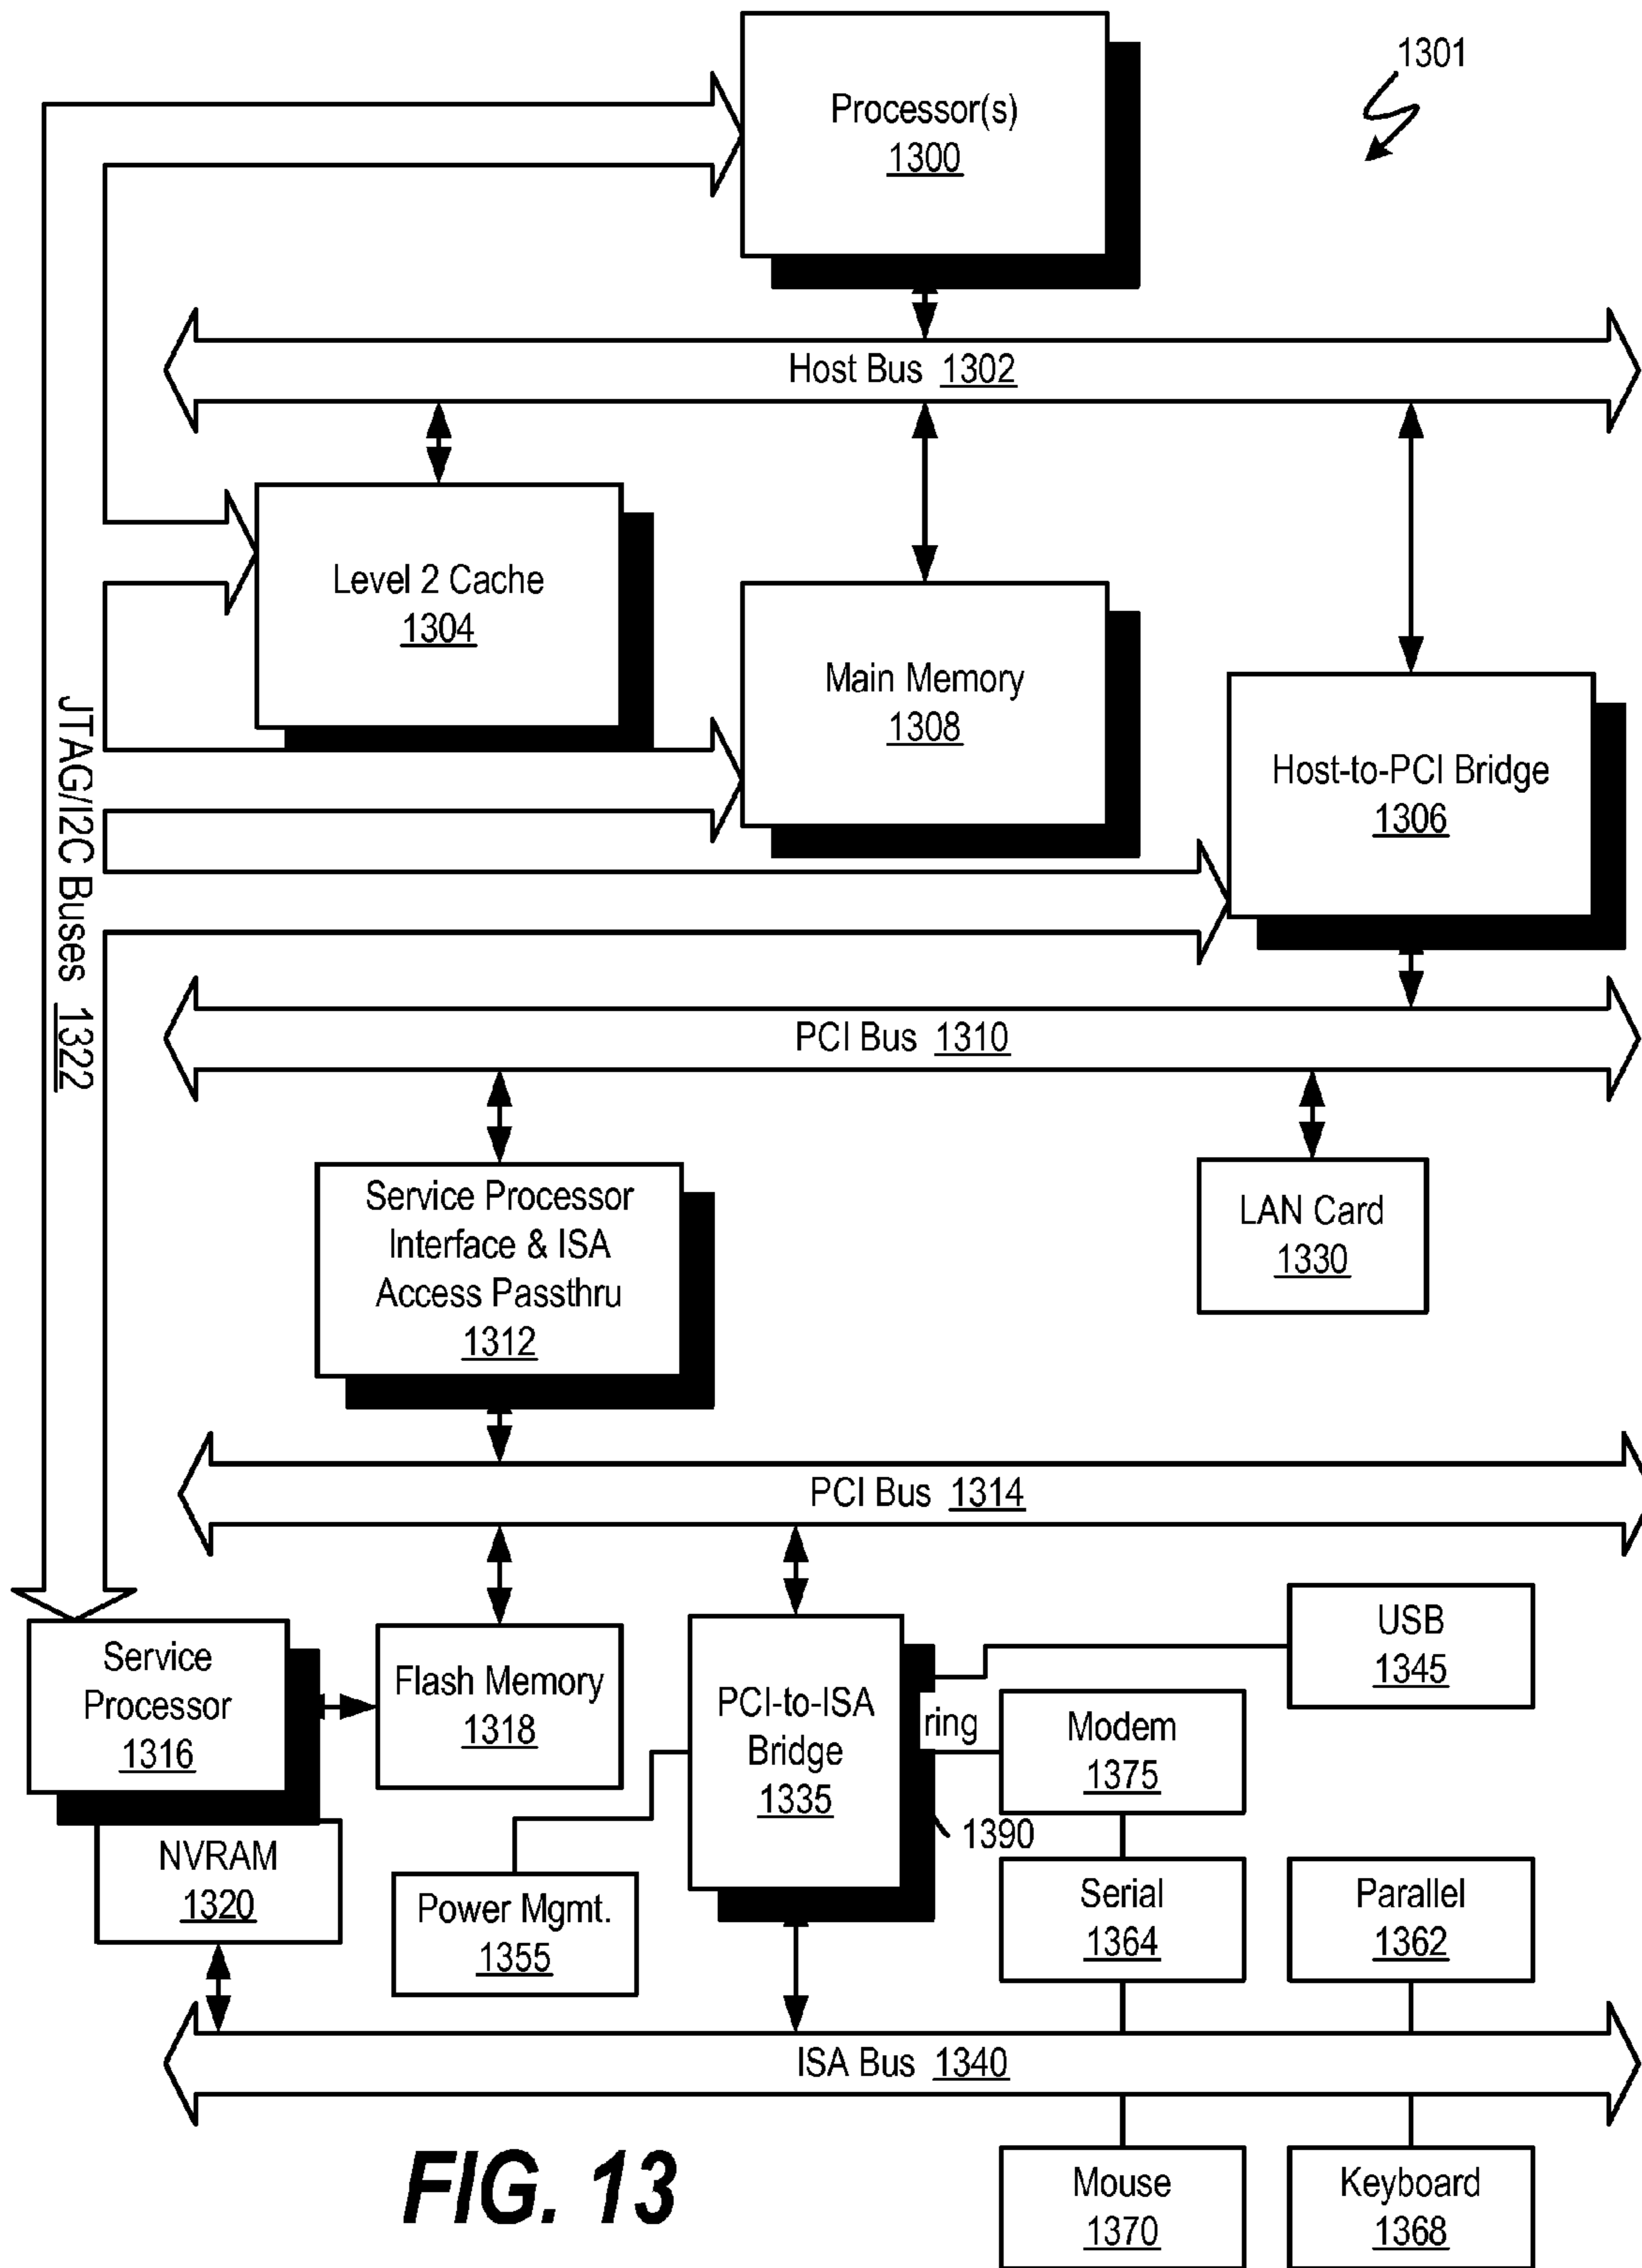 1301
Processor(s)
1300
Host Bus 1302
Level 2 Cache
1304
Main Memory
1308
Host-to-PCI Bridge
1306
JTAG/I2C Buses 1322
PCI Bus 1310
Service Processor
Interface & ISA
Access Passthru
1312
LAN Card
1330
PCI Bus 1314
Service
Processor
1316
Flash Memory
1318
PCI-to-ISA
Bridge
1335
USB
1345
ring
Modem
1375
1390
NVRAM
1320
Power Mgmt.
1355
Serial
1364
Parallel
1362
ISA Bus 1340
Mouse
1370
Keyboard
1368
FIG. 13